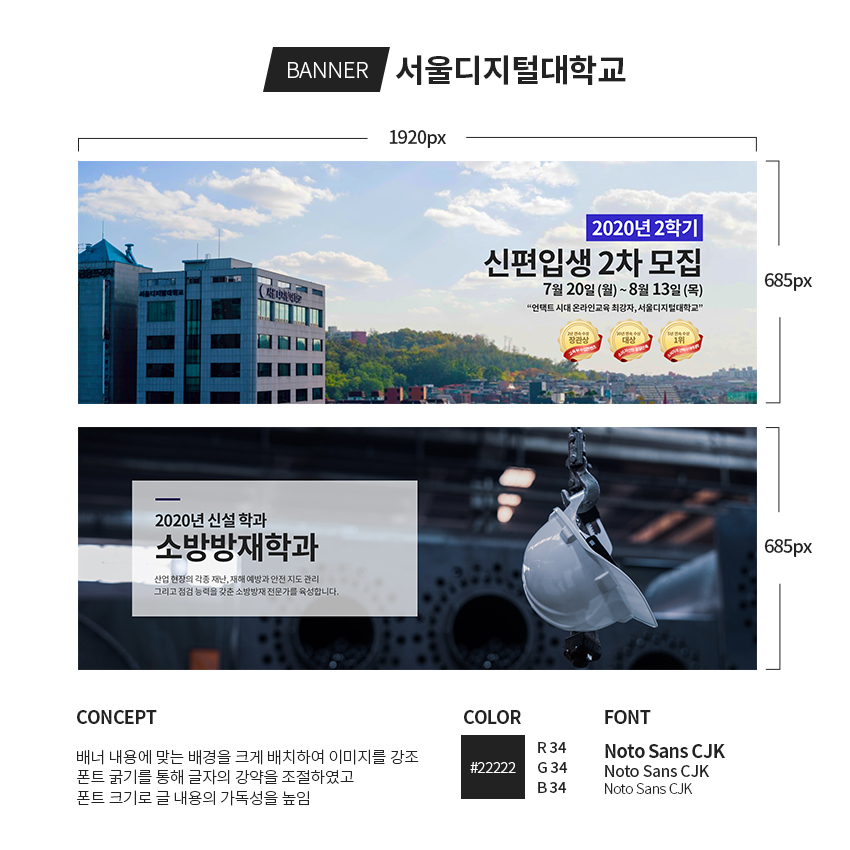 BANNER 서울디지털대학교
1920px
2020년 2학기
신편입생 2차 모집
7월 20일 (월) ~ 8월 13일 (목)
“언택트 시대 온라인교육 최강자, 서울디지털대학교”
장관상
대상
1위
서울디지털대학교
685px
2020년 신설 학과
소방방재학과
산업 현장의 각종 재난, 재해 예방과 안전 지도 관리
그리고 점검 능력을 갖춘 소방방재 전문가를 육성합니다.
685px
CONCEPT
배너 내용에 맞는 배경을 크게 배치하여 이미지를 강조
폰트 굵기를 통해 글자의 강약을 조절하였고
폰트 크기로 글 내용의 가독성을 높임
COLOR
#22222
R 34
G 34
B 34
FONT
Noto Sans CJK
Noto Sans CJK
Noto Sans CJK